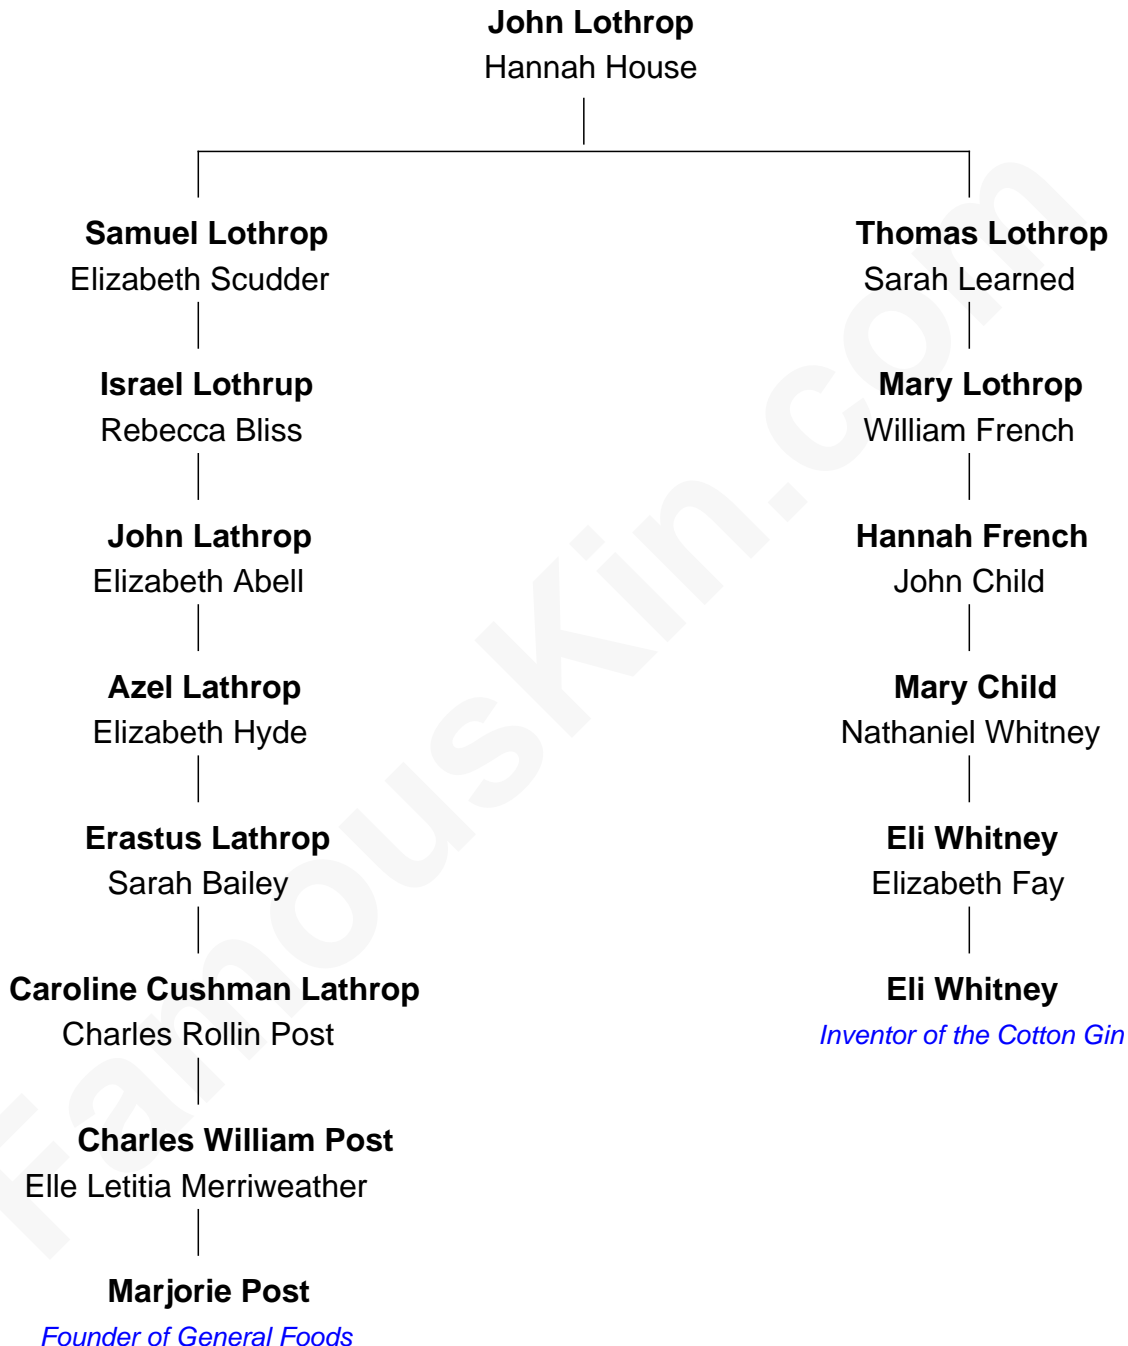 John Lothrop
Hannah House
Samuel Lothrop
Elizabeth Scudder
Israel Lothrup
Rebecca Bliss
John Lathrop
Elizabeth Abell
Azel Lathrop
Elizabeth Hyde
Erastus Lathrop
Sarah Bailey
Caroline Cushman Lathrop
Charles Rollin Post
Charles William Post
Elle Letitia Merriweather
Marjorie Post
Founder of General Foods
Thomas Lothrop
Sarah Learned
Mary Lothrop
William French
Hannah French
John Child
Mary Child
Nathaniel Whitney
Eli Whitney
Elizabeth Fay
Eli Whitney
Inventor of the Cotton Gin
FamousKin.com